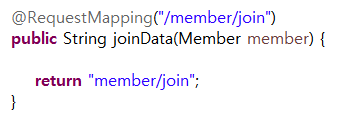 @RequestMapping("/member/join")
public String joinData(Member member) {
return "member/join";
}